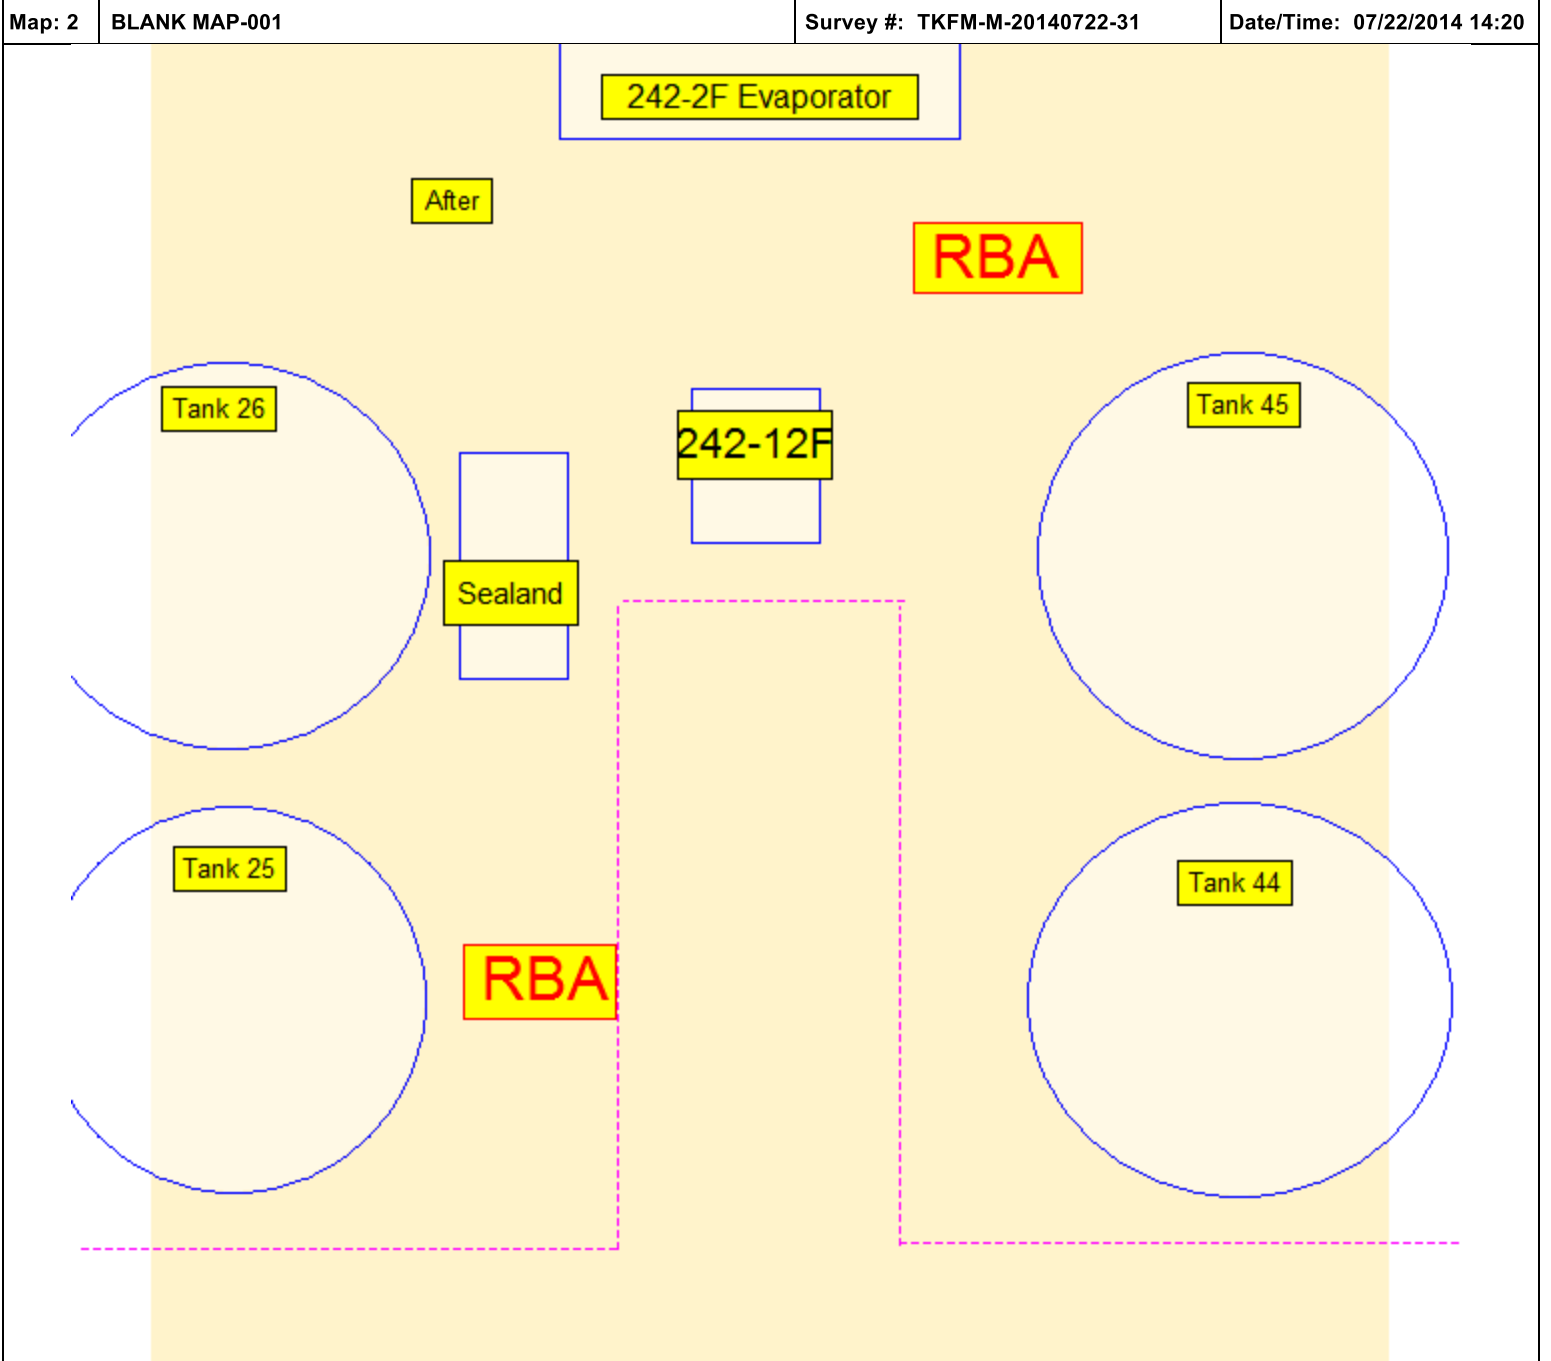 Map: 2 BLANK MAP-001 Survey #: TKFM-M-20140722-31 Date/Time: 07/22/2014 14:20
242-2F Evaporator
After
RBA
Tank 26
Tank 45
242-12F
Sealand
Tank 25
Tank 44
RBA